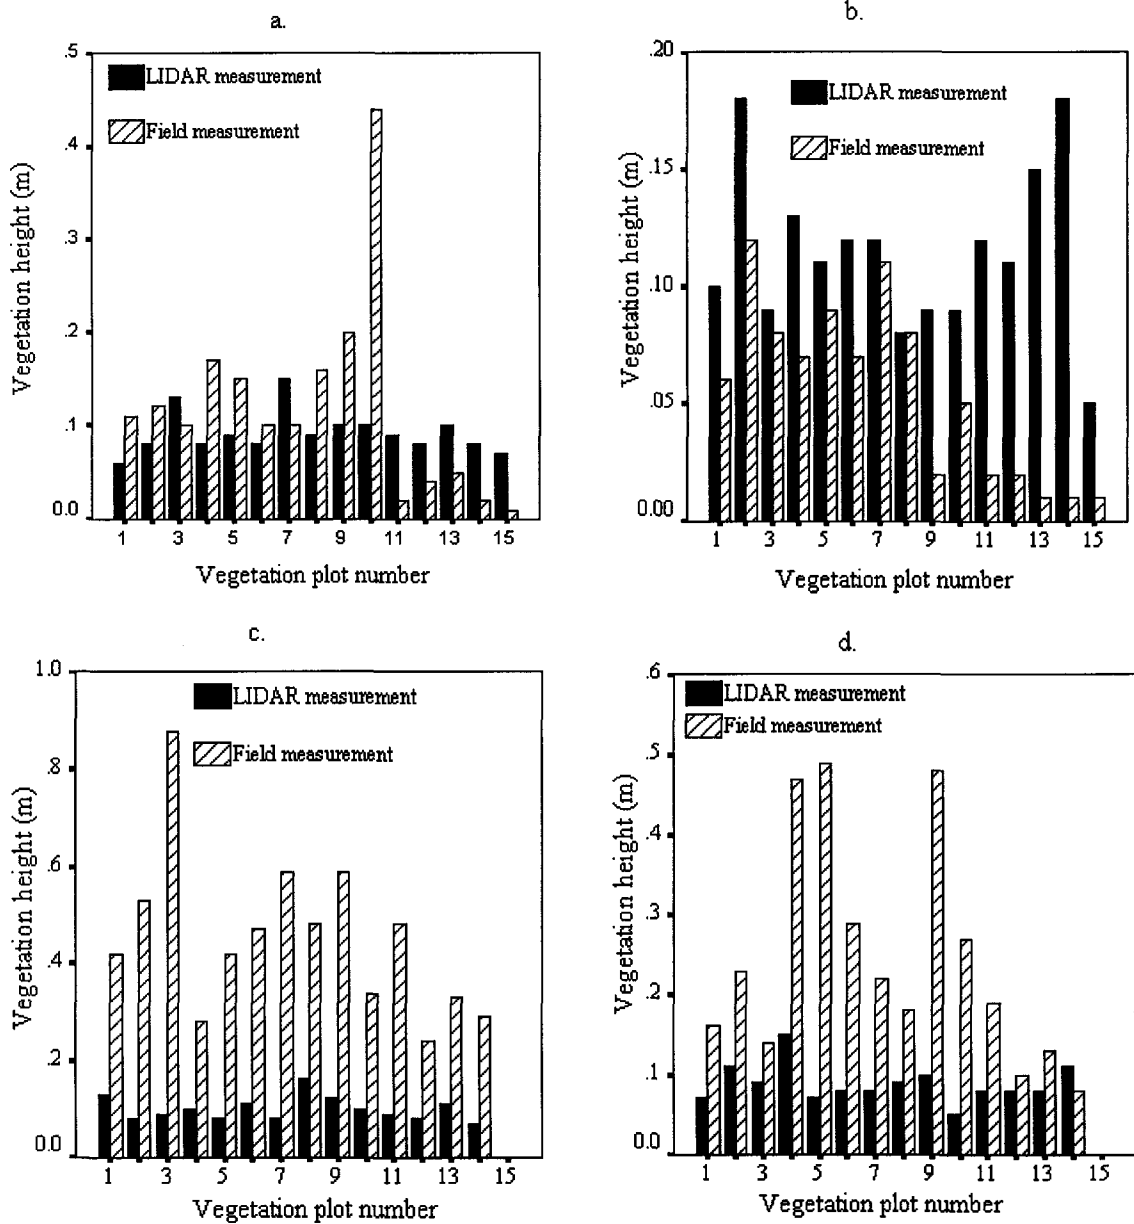 a.
.5
.4
.3
.2
.1
0.0
LIDAR measurement
Field measurement
Vegetation height (m)
1 3 5 7 9 11 13 15
Vegetation plot number
b.
.20
.15
.10
.05
0.00
LIDAR measurement
Field measurement
Vegetation height (m)
1 3 5 7 9 11 13 15
Vegetation plot number
c.
1.0
.8
.6
.4
.2
0.0
LIDAR measurement
Field measurement
Vegetation height (m)
1 3 5 7 9 11 13 15
Vegetation plot number
d.
.6
.5
.4
.3
.2
.1
0.0
LIDAR measurement
Field measurement
Vegetation height (m)
1 3 5 7 9 11 13 15
Vegetation plot number